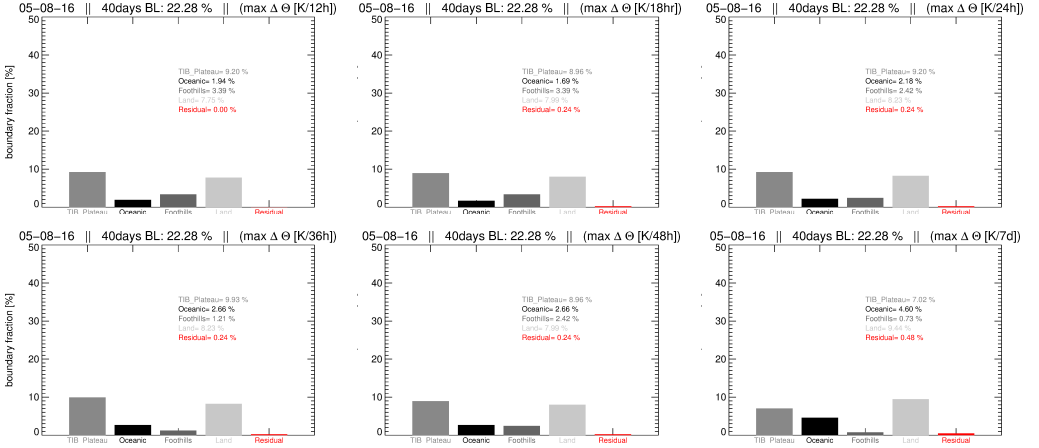 05-08-16 || 40days BL: 22.28 % || (max Δ Θ [K/12h])
boundary fraction [%]
50
40
30
20
10
0
TIB_Plateau= 9.20 %
Oceanic= 1.94 %
Foothills= 3.39 %
Land= 7.75 %
Residual= 0.00 %
TIB_Plateau Oceanic Foothills Land Residual
05-08-16 || 40days BL: 22.28 % || (max Δ Θ [K/18hr])
50
40
30
20
10
0
TIB_Plateau= 8.96 %
Oceanic= 1.69 %
Foothills= 3.39 %
Land= 7.99 %
Residual= 0.24 %
TIB_Plateau Oceanic Foothills Land Residual
05-08-16 || 40days BL: 22.28 % || (max Δ Θ [K/24h])
50
40
30
20
10
0
TIB_Plateau= 9.20 %
Oceanic= 2.18 %
Foothills= 2.42 %
Land= 8.23 %
Residual= 0.24 %
TIB_Plateau Oceanic Foothills Land Residual
05-08-16 || 40days BL: 22.28 % || (max Δ Θ [K/36h])
boundary fraction [%]
50
40
30
20
10
0
TIB_Plateau= 9.93 %
Oceanic= 2.66 %
Foothills= 1.21 %
Land= 8.23 %
Residual= 0.24 %
TIB_Plateau Oceanic Foothills Land Residual
05-08-16 || 40days BL: 22.28 % || (max Δ Θ [K/48h])
50
40
30
20
10
0
TIB_Plateau= 8.96 %
Oceanic= 2.66 %
Foothills= 2.42 %
Land= 7.99 %
Residual= 0.24 %
TIB_Plateau Oceanic Foothills Land Residual
05-08-16 || 40days BL: 22.28 % || (max Δ Θ [K/7d])
50
40
30
20
10
0
TIB_Plateau= 7.02 %
Oceanic= 4.60 %
Foothills= 0.73 %
Land= 9.44 %
Residual= 0.48 %
TIB_Plateau Oceanic Foothills Land Residual